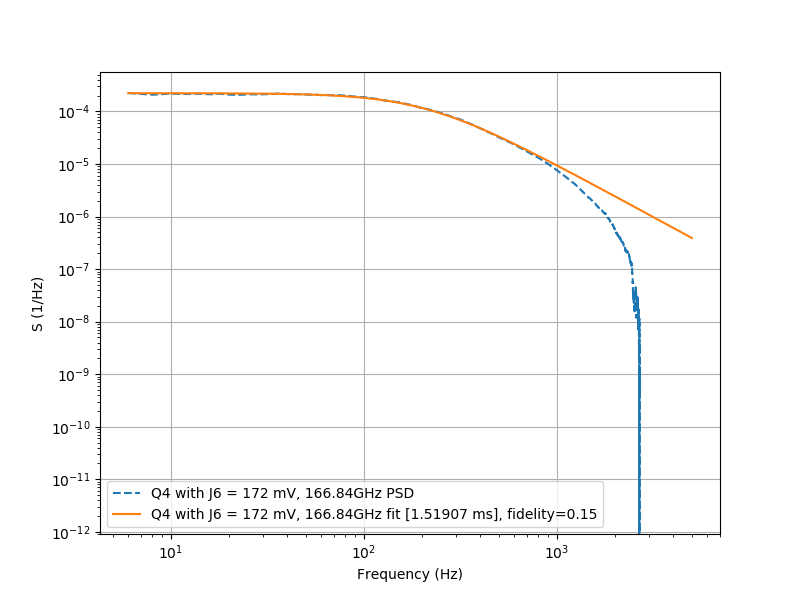 10⁻⁴
10⁻⁵
10⁻⁶
10⁻⁷
10⁻⁸
10⁻⁹
10⁻¹⁰
10⁻¹¹
10⁻¹²
S (1/Hz)
Q4 with J6 = 172 mV, 166.84GHz PSD
Q4 with J6 = 172 mV, 166.84GHz fit [1.51907 ms], fidelity=0.15
10¹ 10² 10³
Frequency (Hz)